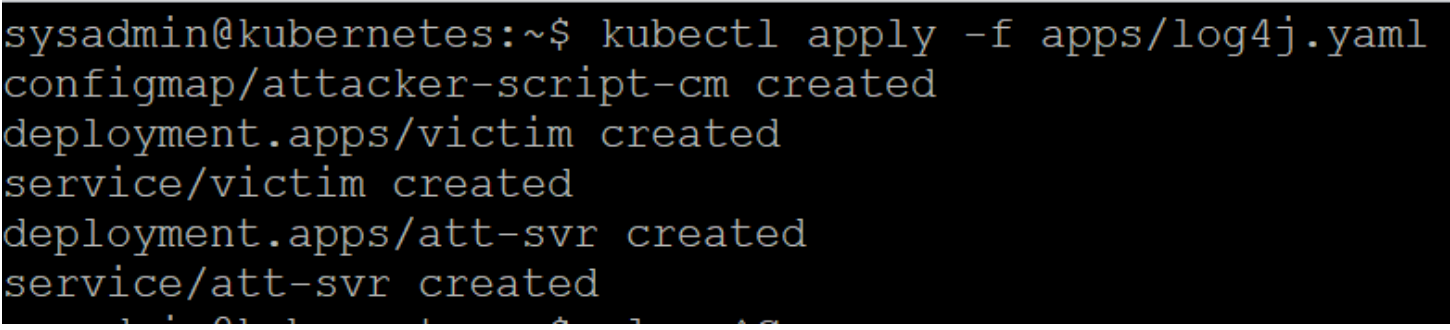 sysadmin@kubernetes:~$ kubectl apply -f apps/log4j.yaml
configmap/attacker-script-cm created
deployment.apps/victim created
service/victim created
deployment.apps/att-svr created
service/att-svr created